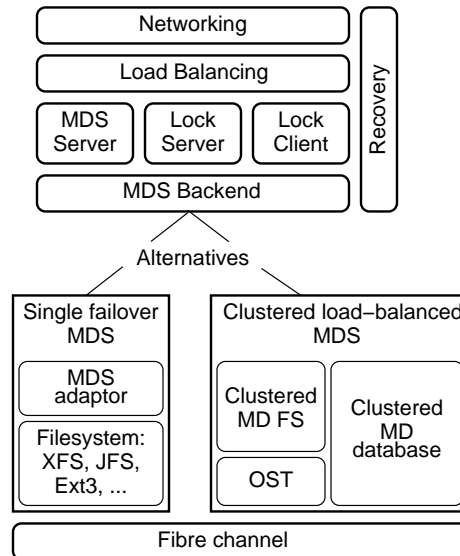 Networking
Load Balancing
MDS
Server
Lock
Server
Lock
Client
Recovery
MDS Backend
Alternatives
Single failover
MDS
MDS
adaptor
Filesystem:
XFS, JFS,
Ext3, ...
Clustered load−balanced
MDS
Clustered
MD FS
OST
Clustered
MD
database
Fibre channel